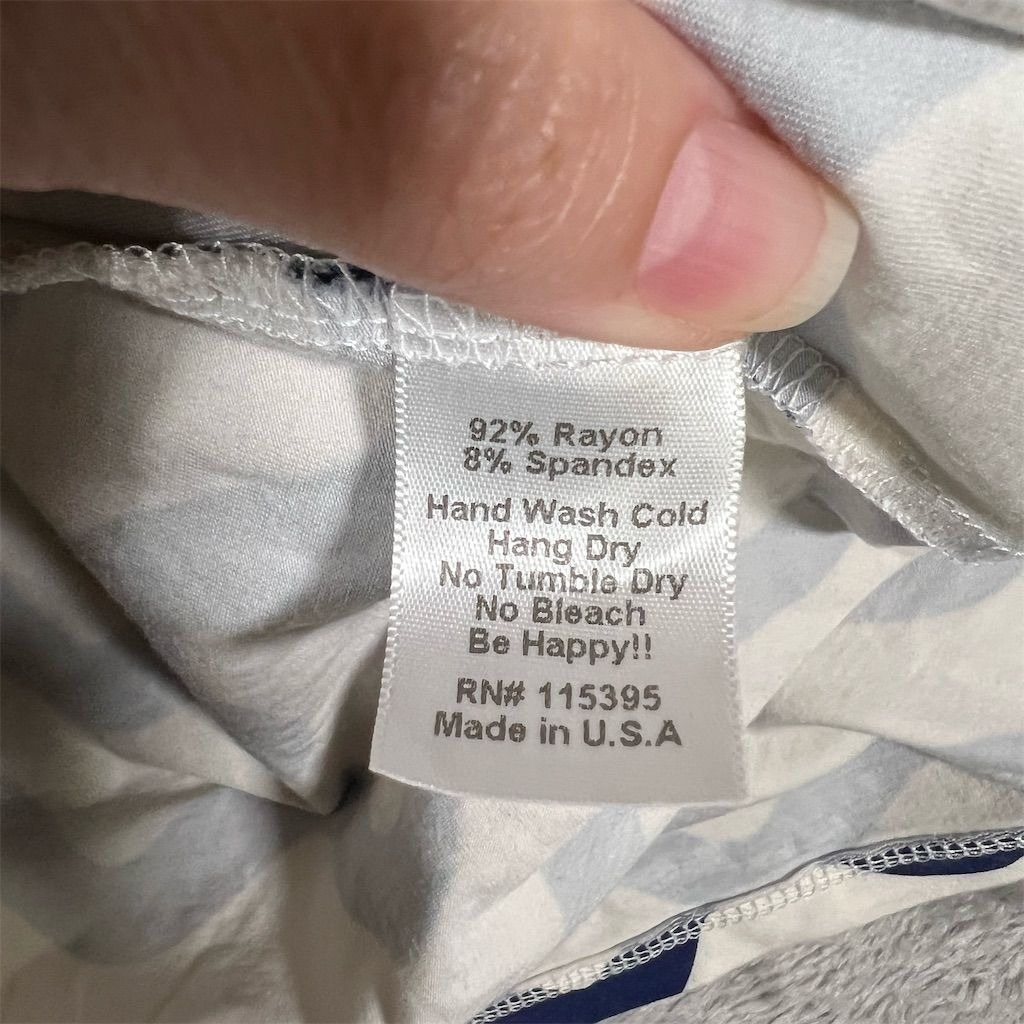 92% Rayon
8% Spandex
Hand Wash Cold
Hang Dry
No Tumble Dry
No Bleach
Be Happy!!
RN# 115395
Made in U.S.A